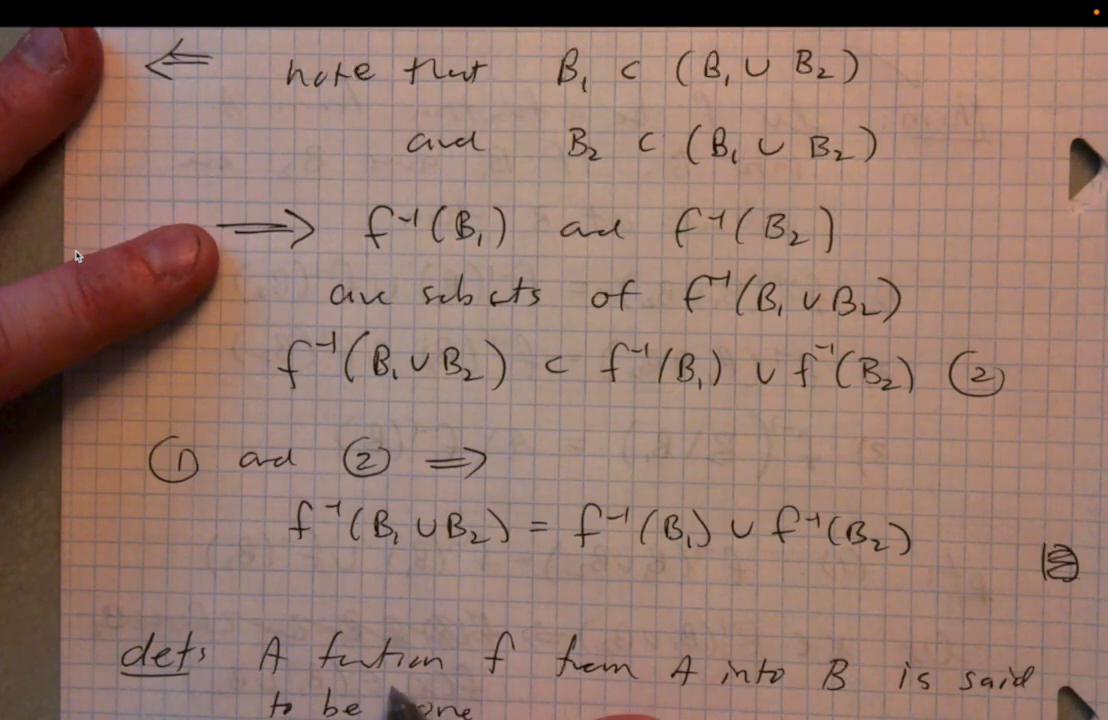 ⇐ note that B₁ ⊂ (B₁ ∪ B₂)
and B₂ ⊂ (B₁ ∪ B₂)
⟹ f⁻¹(B₁) and f⁻¹(B₂)
are subsets of f⁻¹(B₁ ∪ B₂)
f⁻¹(B₁ ∪ B₂) ⊂ f⁻¹(B₁) ∪ f⁻¹(B₂) ②
① and ② ⟹
f⁻¹(B₁ ∪ B₂) = f⁻¹(B₁) ∪ f⁻¹(B₂)
defs A function f from A into B is said
to be one